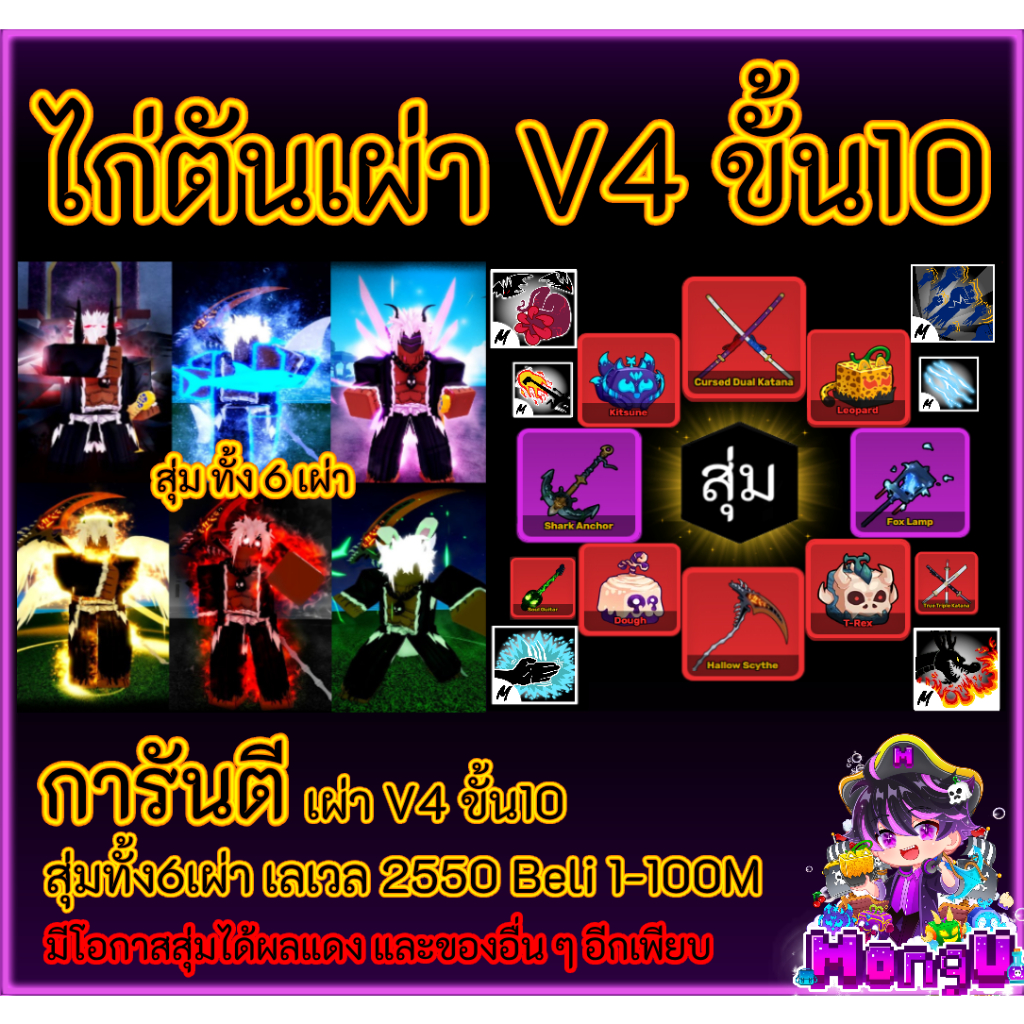 ไก่ตันเผ่า V4 ขั้น10
Cursed Dual Katana
Kitsune
Leopard
สุ่ม ทั้ง 6 เผ่า
Shark Anchor
สุ่ม
Fox Lamp
Soul Guitar
Dough
Hallow Scythe
T-Rex
True Triple Katana
M
M
M
M
M
M
การันตี เผ่า V4 ขั้น10
สุ่มทั้ง6เผ่า เลเวล 2550 Beli 1-100M
มีโอกาสสุ่มได้ผลแดง และของอื่น ๆ อีกเพียบ
M
MongU